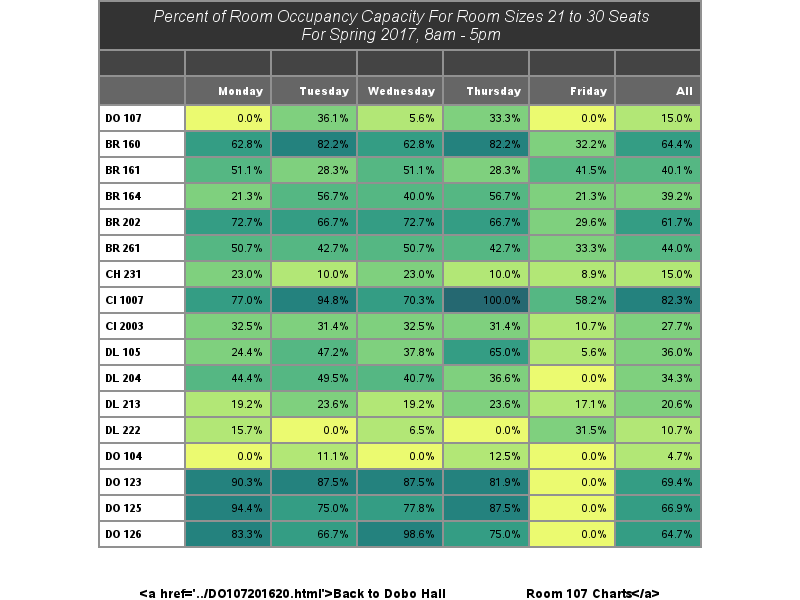 Percent of Room Occupancy Capacity For Room Sizes 21 to 30 Seats
For Spring 2017, 8am - 5pm
Monday Tuesday Wednesday Thursday Friday All
DO 107 0.0% 36.1% 5.6% 33.3% 0.0% 15.0%
BR 160 62.8% 82.2% 62.8% 82.2% 32.2% 64.4%
BR 161 51.1% 28.3% 51.1% 28.3% 41.5% 40.1%
BR 164 21.3% 56.7% 40.0% 56.7% 21.3% 39.2%
BR 202 72.7% 66.7% 72.7% 66.7% 29.6% 61.7%
BR 261 50.7% 42.7% 50.7% 42.7% 33.3% 44.0%
CH 231 23.0% 10.0% 23.0% 10.0% 8.9% 15.0%
CI 1007 77.0% 94.8% 70.3% 100.0% 58.2% 82.3%
CI 2003 32.5% 31.4% 32.5% 31.4% 10.7% 27.7%
DL 105 24.4% 47.2% 37.8% 65.0% 5.6% 36.0%
DL 204 44.4% 49.5% 40.7% 36.6% 0.0% 34.3%
DL 213 19.2% 23.6% 19.2% 23.6% 17.1% 20.6%
DL 222 15.7% 0.0% 6.5% 0.0% 31.5% 10.7%
DO 104 0.0% 11.1% 0.0% 12.5% 0.0% 4.7%
DO 123 90.3% 87.5% 87.5% 81.9% 0.0% 69.4%
DO 125 94.4% 75.0% 77.8% 87.5% 0.0% 66.9%
DO 126 83.3% 66.7% 98.6% 75.0% 0.0% 64.7%
<a href='../DO107201620.html'>Back to Dobo Hall Room 107 Charts</a>